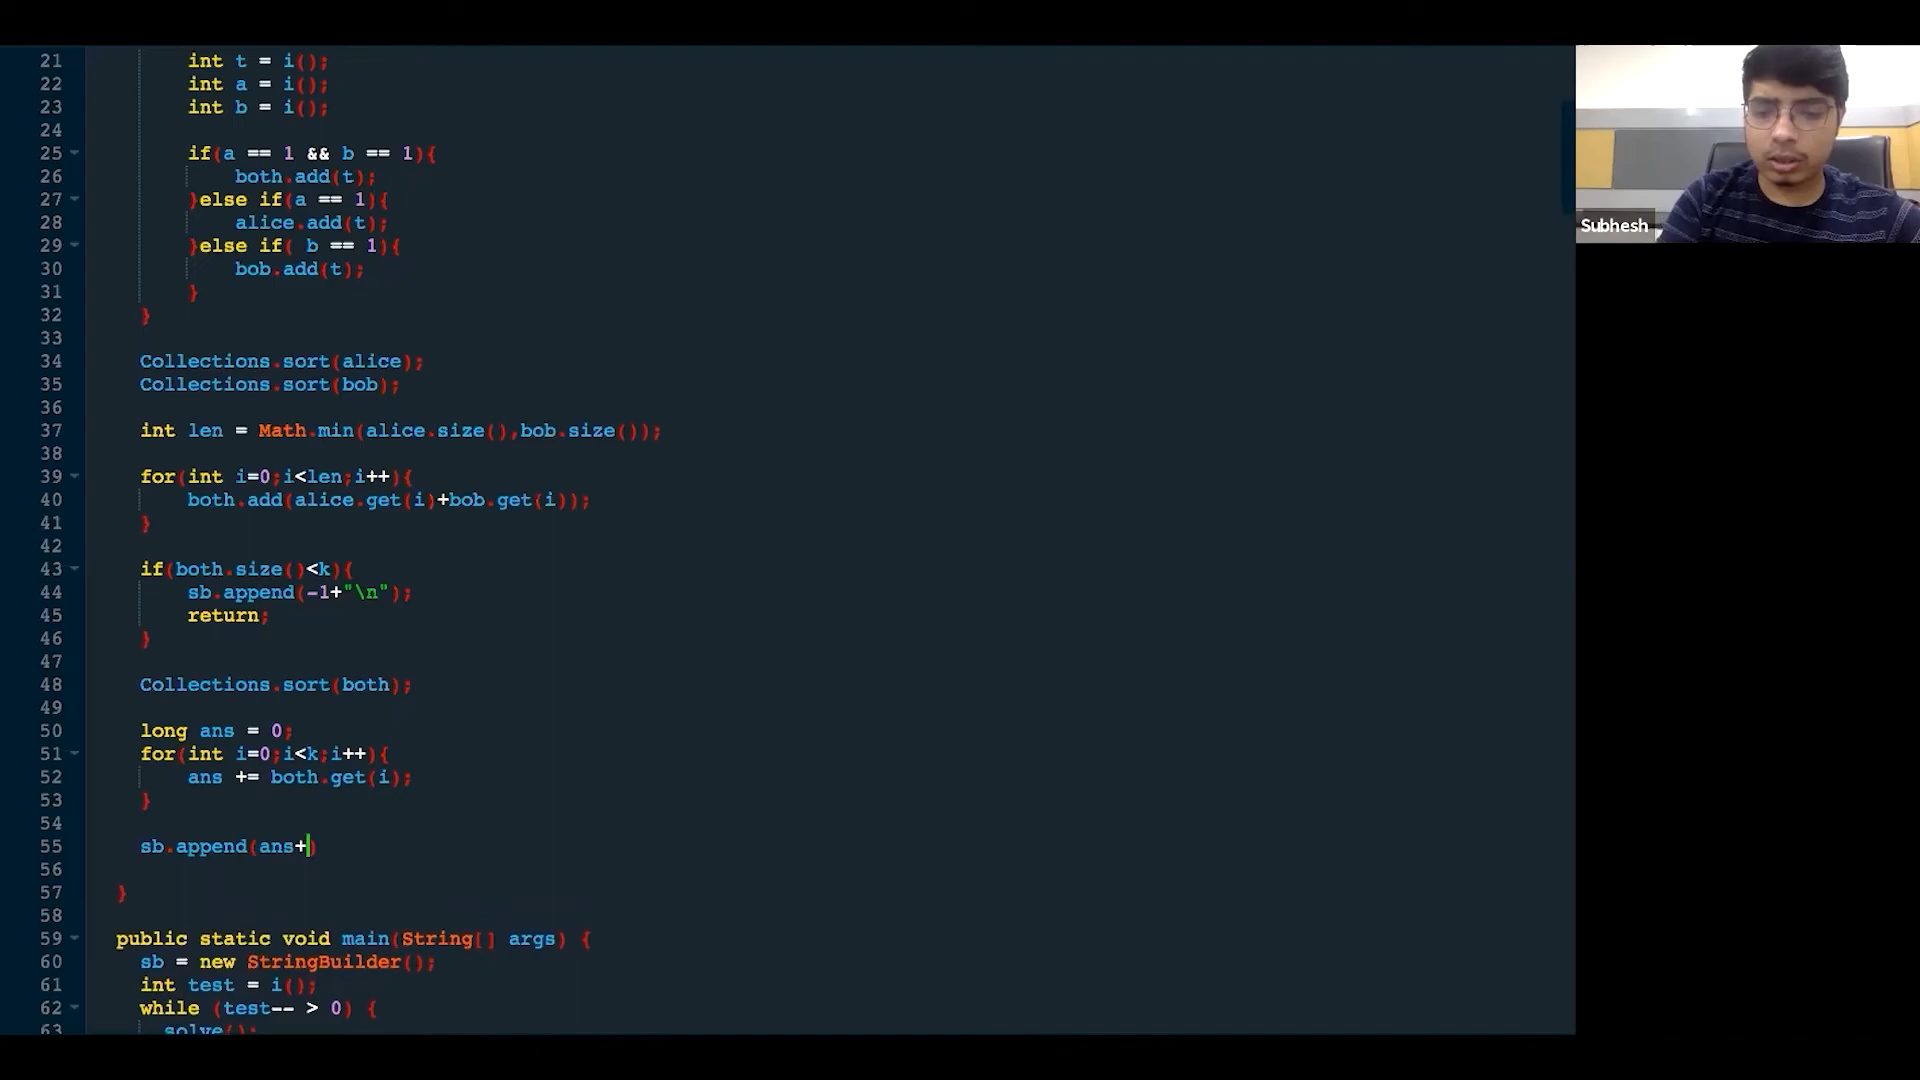 21 int t = i();
22 int a = i();
23 int b = i();
24
25 if(a == 1 && b == 1){
26 both.add(t);
27 }else if(a == 1){
28 alice.add(t);
29 }else if( b == 1){
30 bob.add(t);
31 }
32 }
33
34 Collections.sort(alice);
35 Collections.sort(bob);
36
37 int len = Math.min(alice.size(),bob.size());
38
39 for(int i=0;i<len;i++){
40 both.add(alice.get(i)+bob.get(i));
41 }
42
43 if(both.size()<k){
44 sb.append(-1+"\n");
45 return;
46 }
47
48 Collections.sort(both);
49
50 long ans = 0;
51 for(int i=0;i<k;i++){
52 ans += both.get(i);
53 }
54
55 sb.append(ans+)
56
57 }
58
59 public static void main(String[] args) {
60 sb = new StringBuilder();
61 int test = i();
62 while (test-- > 0) {
63 solve();
Subhesh